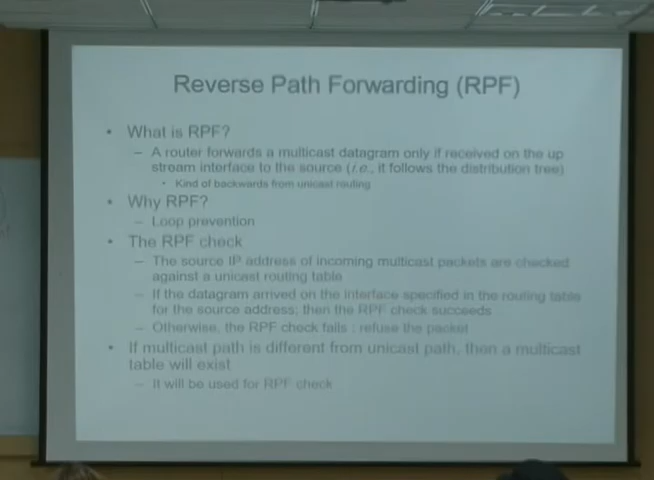 Reverse Path Forwarding (RPF)
• What is RPF?
– A router forwards a multicast datagram only if received on the up
stream interface to the source (i.e., it follows the distribution tree)
• Kind of backwards from unicast routing
• Why RPF?
– Loop prevention
• The RPF check
– The source IP address of incoming multicast packets are checked
against a unicast routing table
– If the datagram arrived on the interface specified in the routing table
for the source address; then the RPF check succeeds
– Otherwise, the RPF check fails : refuse the packet
• If multicast path is different from unicast path, then a multicast
table will exist
– It will be used for RPF check